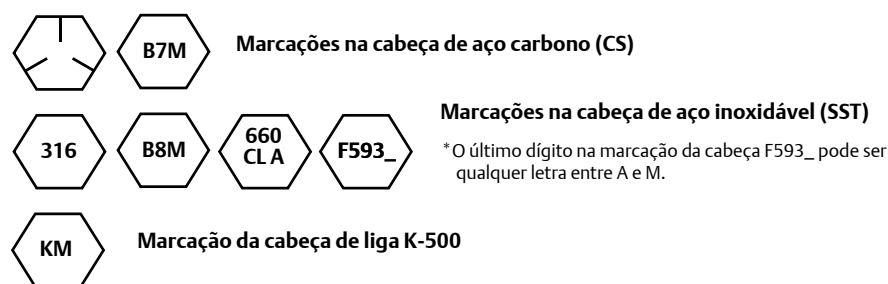 B7M
Marcações na cabeça de aço carbono (CS)
Marcações na cabeça de aço inoxidável (SST)
316
B8M
660
CL A
F593_
*O último dígito na marcação da cabeça F593_ pode ser
qualquer letra entre A e M.
KM
Marcação da cabeça de liga K-500